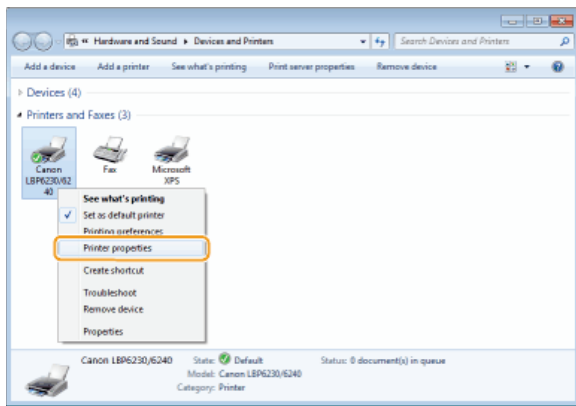 « Hardware and Sound ▸ Devices and Printers
Search Devices and Printers
Add a device Add a printer See what's printing Print server properties Remove device
Devices (4)
Printers and Faxes (3)
Canon
LBP6230/62
40
Fax
Microsoft
XPS
See what's printing
Set as default printer
Printing preferences
Printer properties
Create shortcut
Troubleshoot
Remove device
Properties
Canon LBP6230/6240 State: Default Status: 0 document(s) in queue
Model: Canon LBP6230/6240
Category: Printer